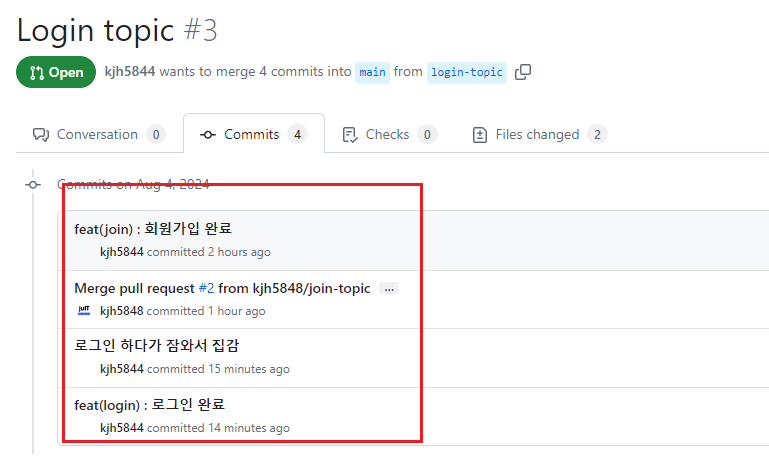 Login topic #3
Open kjh5844 wants to merge 4 commits into main from login-topic
Conversation 0 Commits 4 Checks 0 Files changed 2
Commits on Aug 4, 2024
feat(join) : 회원가입 완료
kjh5844 committed 2 hours ago
Merge pull request #2 from kjh5848/join-topic ...
kjh5848 committed 1 hour ago
로그인 하다가 잠와서 집감
kjh5844 committed 15 minutes ago
feat(login) : 로그인 완료
kjh5844 committed 14 minutes ago